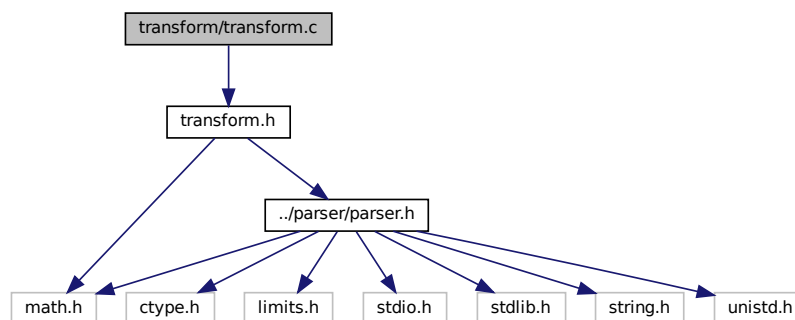 transform/transform.c
transform.h
../parser/parser.h
math.h
ctype.h
limits.h
stdio.h
stdlib.h
string.h
unistd.h